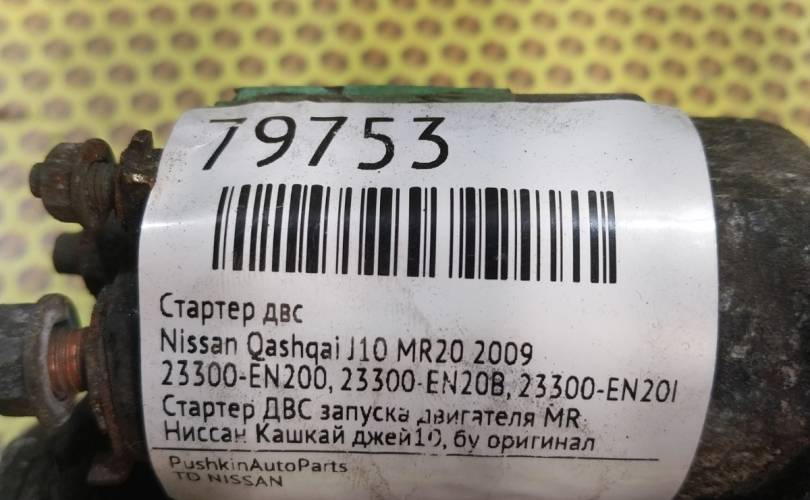 79753
Стартер двс
Nissan Qashqai J10 MR20 2009
23300-EN200, 23300-EN20B, 23300-EN20I
Стартер ДВС запуска двигателя MR
Ниссан Кашкай джей10, бу оригинал
PushkinAutoParts
TD NISSAN